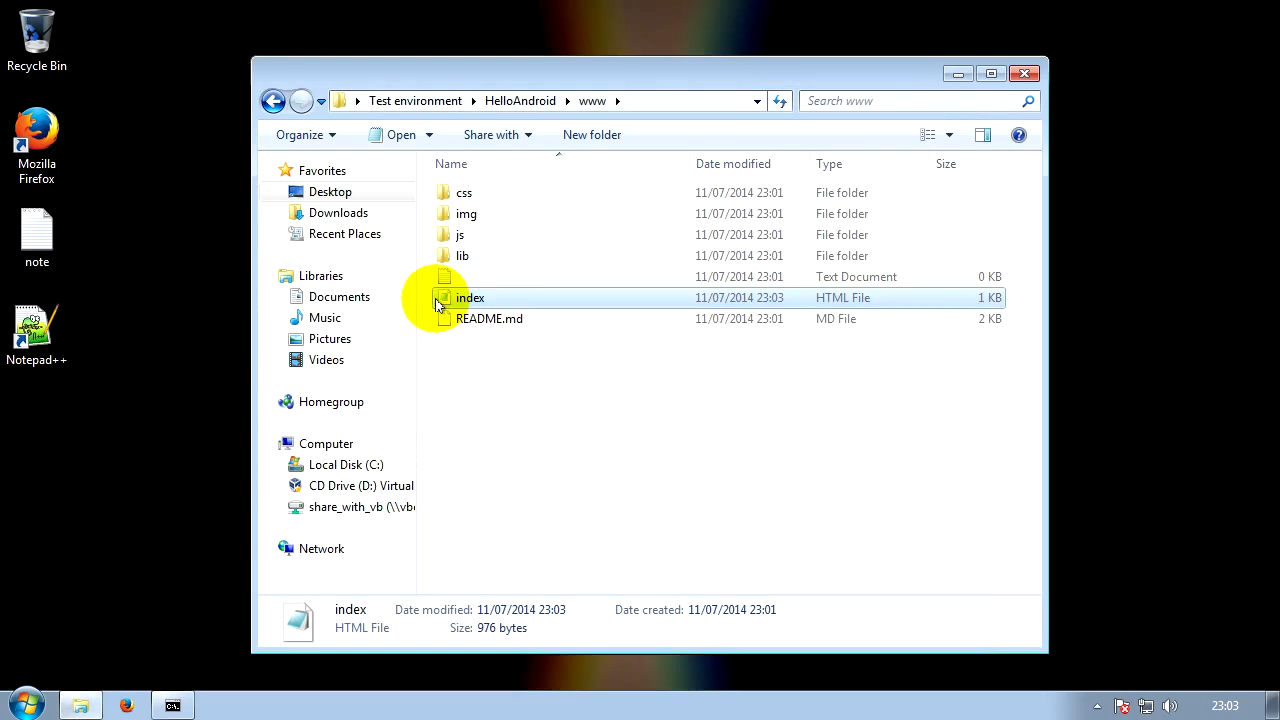 Recycle Bin
Mozilla
Firefox
note
Notepad++
Test environment HelloAndroid www
Search www
Organize Open Share with New folder
Favorites
Desktop
Downloads
Recent Places
Libraries
Documents
Music
Pictures
Videos
Homegroup
Computer
Local Disk (C:)
CD Drive (D:) Virtual
share_with_vb (\\vb
Network
Name Date modified Type Size
css 11/07/2014 23:01 File folder
img 11/07/2014 23:01 File folder
js 11/07/2014 23:01 File folder
lib 11/07/2014 23:01 File folder
11/07/2014 23:01 Text Document 0 KB
index 11/07/2014 23:03 HTML File 1 KB
README.md 11/07/2014 23:01 MD File 2 KB
index Date modified: 11/07/2014 23:03 Date created: 11/07/2014 23:01
HTML File Size: 976 bytes
23:03